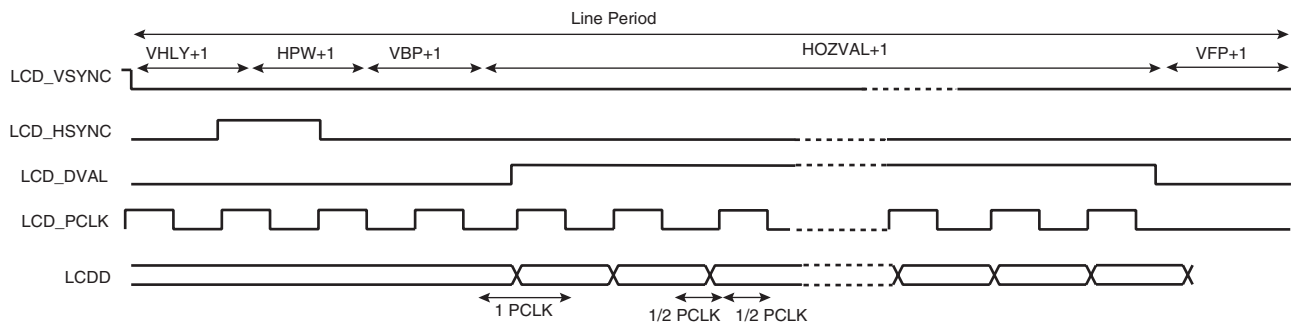 Line Period
VHLY+1 HPW+1 VBP+1 HOZVAL+1 VFP+1
LCD_VSYNC
LCD_HSYNC
LCD_DVAL
LCD_PCLK
LCDD
1 PCLK 1/2 PCLK 1/2 PCLK